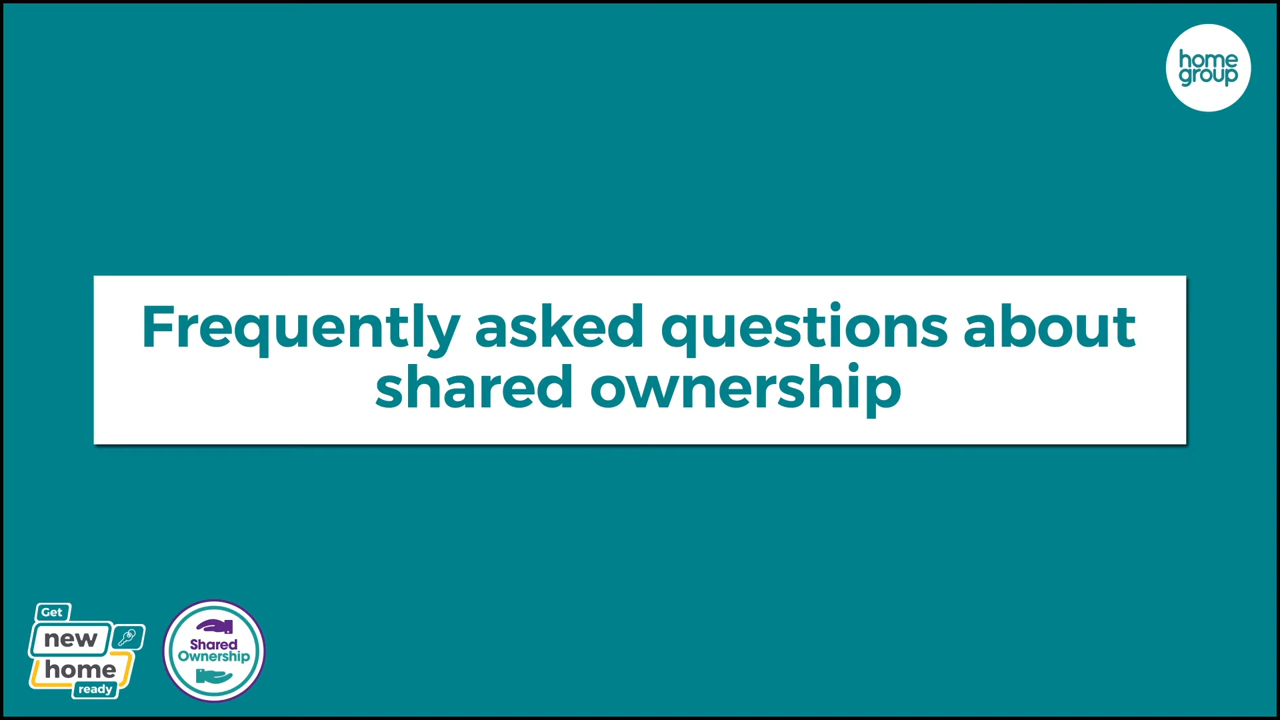 home
group
Frequently asked questions about
shared ownership
Get
new
home
ready
Shared
Ownership